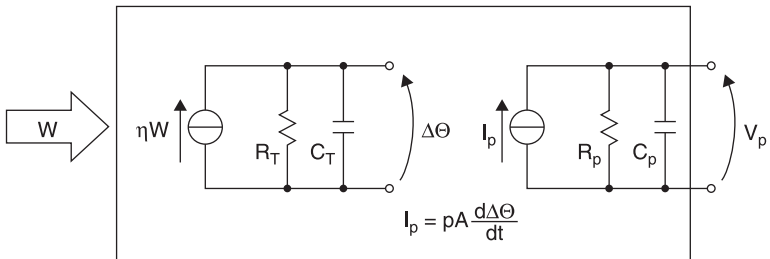 W
ηW
R_T
C_T
ΔΘ
I_p
R_p
C_p
V_p
I_p = pA dΔΘ/dt